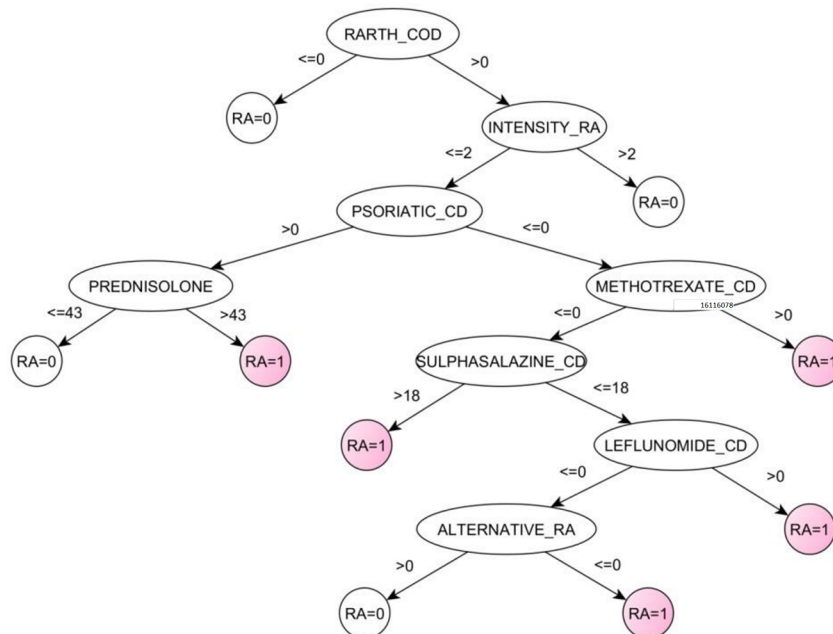 RARTH_COD
<=0
>0
RA=0
INTENSITY_RA
<=2
>2
PSORIATIC_CD
RA=0
>0
<=0
PREDNISOLONE
METHOTREXATE_CD
16116078
<=43
>43
<=0
>0
RA=0
RA=1
SULPHASALAZINE_CD
RA=1
>18
<=18
RA=1
LEFLUNOMIDE_CD
<=0
>0
ALTERNATIVE_RA
RA=1
>0
<=0
RA=0
RA=1